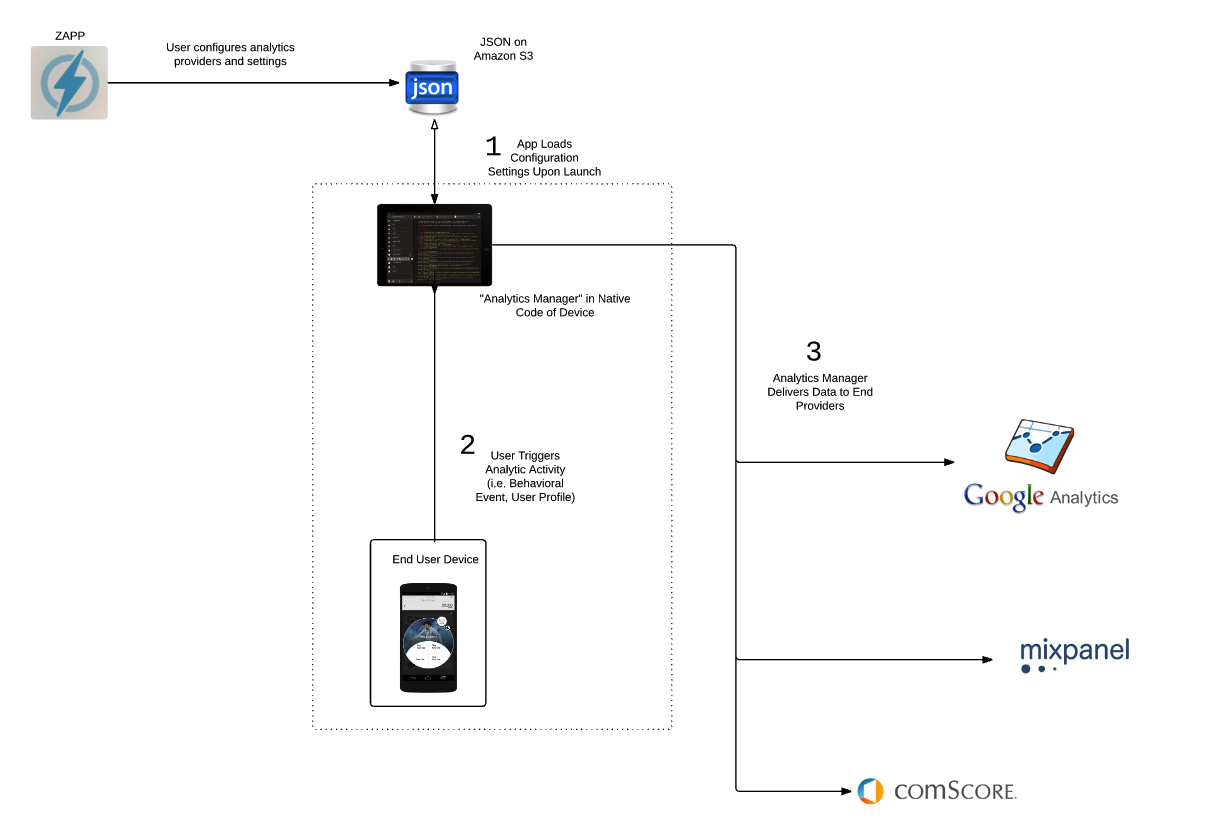 ZAPP
User configures analytics
providers and settings
JSON on
Amazon S3
json
1
App Loads
Configuration
Settings Upon Launch
"Analytics Manager" in Native
Code of Device
3
Analytics Manager
Delivers Data to End
Providers
2
User Triggers
Analytic Activity
(i.e. Behavioral
Event, User Profile)
Google Analytics
End User Device
mixpanel
comSCORE.